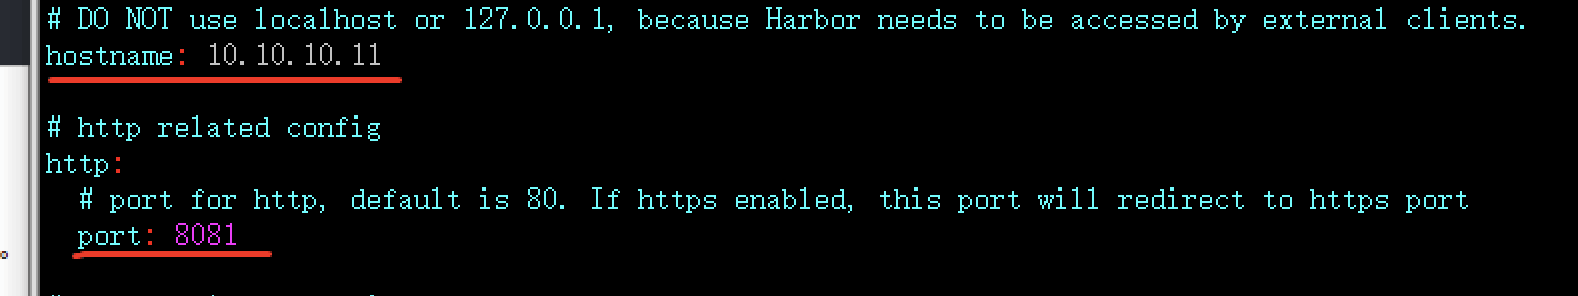 # DO NOT use localhost or 127.0.0.1, because Harbor needs to be accessed by external clients.
hostname: 10.10.10.11
# http related config
http:
# port for http, default is 80. If https enabled, this port will redirect to https port
port: 8081